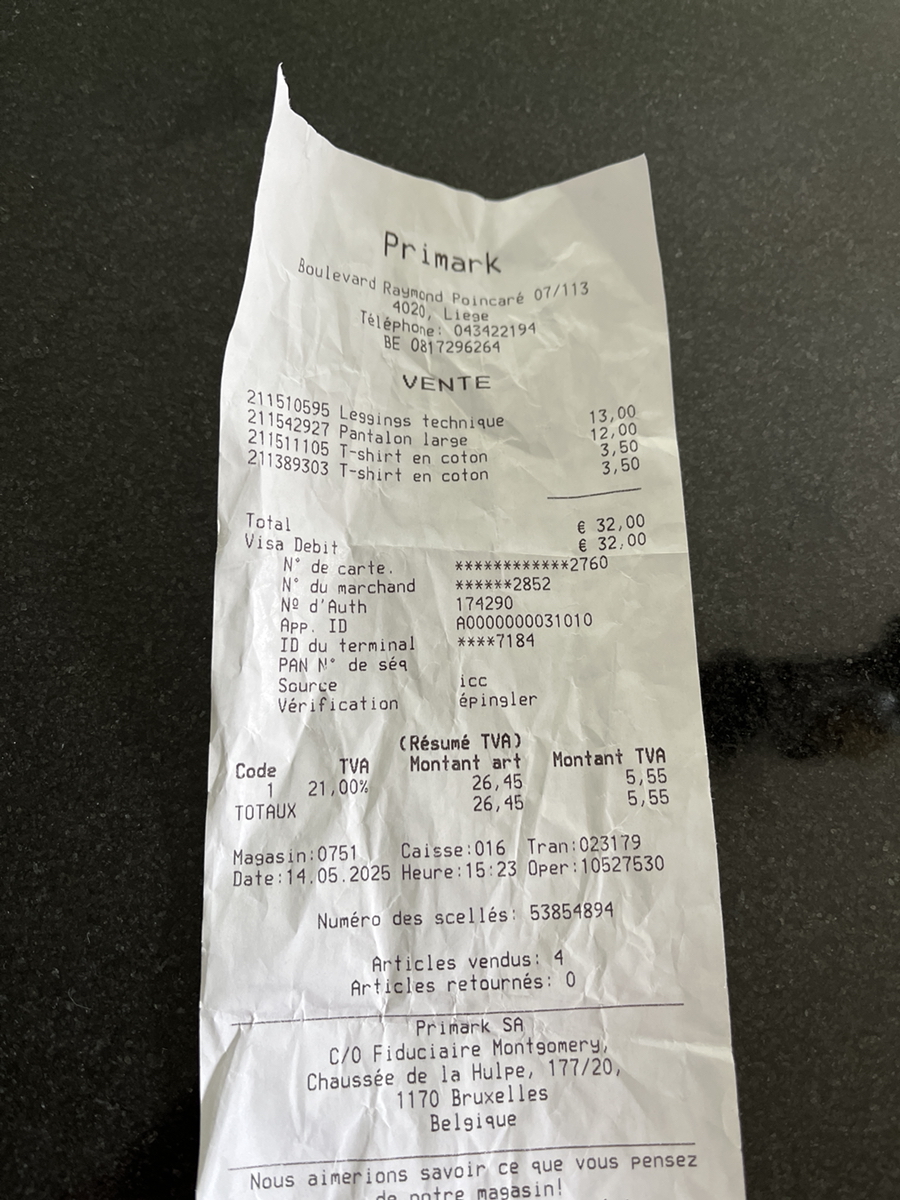 Primark
Boulevard Raymond Poincaré 07/113
4020, Liege
Téléphone: 043422194
BE 0817296264
VENTE
211510595 Leggings technique 13,00
211542927 Pantalon large 12,00
211511105 T-shirt en coton 3,50
211389303 T-shirt en coton 3,50
Total € 32,00
Visa Debit € 32,00
N° de carte. ************2760
N° du marchand ******2852
Nº d'Auth 174290
App. ID A0000000031010
ID du terminal ****7184
PAN N° de séq
Source icc
Vérification épingler
(Résumé TVA)
Code TVA Montant art Montant TVA
1 21,00% 26,45 5,55
TOTAUX 26,45 5,55
Magasin:0751 Caisse:016 Tran:023179
Date:14.05.2025 Heure:15:23 Oper:10527530
Numéro des scellés: 53854894
Articles vendus: 4
Articles retournés: 0
Primark SA
C/O Fiduciaire Montgomery,
Chaussée de la Hulpe, 177/20,
1170 Bruxelles
Belgique
Nous aimerions savoir ce que vous pensez
de notre magasin!